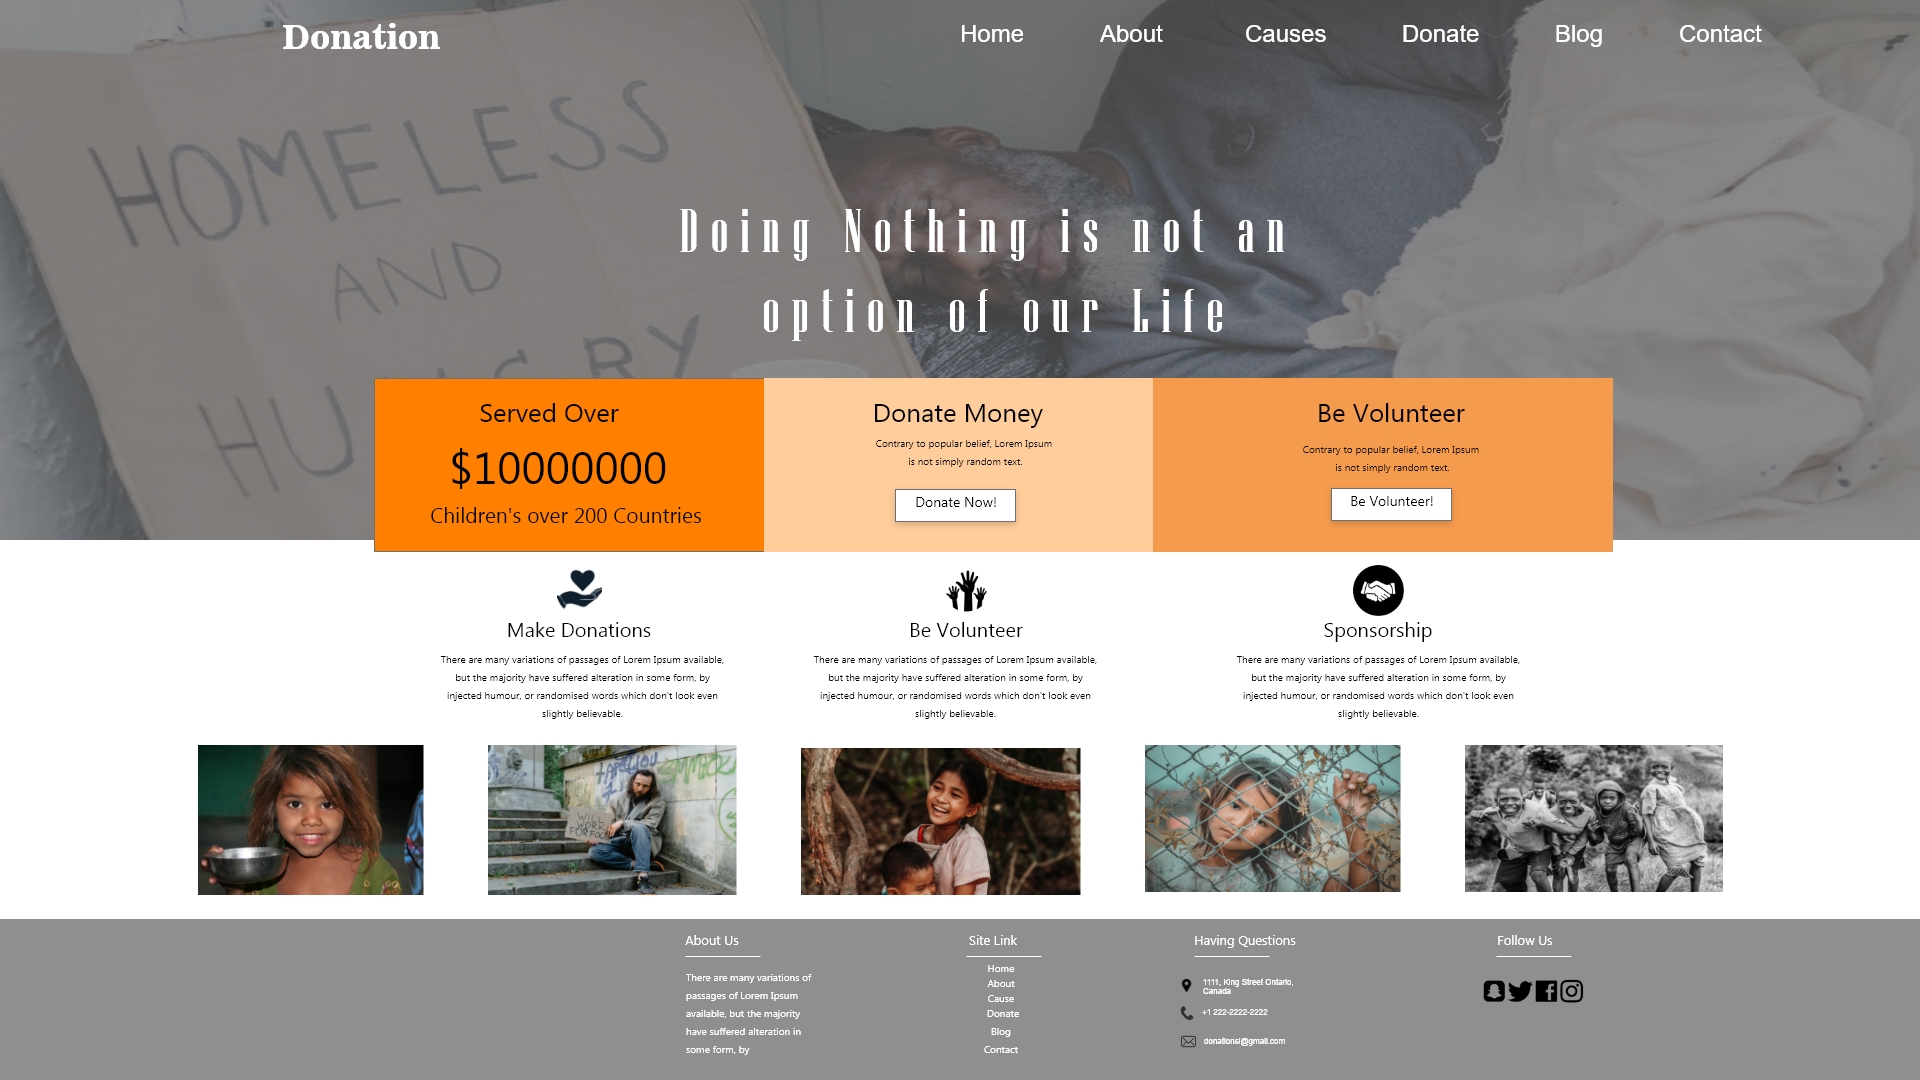 Donation
Home About Causes Donate Blog Contact
HOMELESS
AND
HUNGRY
Doing Nothing is not an
option of our Life
Served Over
$10000000
Children's over 200 Countries
Donate Money
Contrary to popular belief, Lorem Ipsum
is not simply random text.
Donate Now!
Be Volunteer
Contrary to popular belief, Lorem Ipsum
is not simply random text.
Be Volunteer!
Make Donations
There are many variations of passages of Lorem Ipsum available,
but the majority have suffered alteration in some form, by
injected humour, or randomised words which don't look even
slightly believable.
Be Volunteer
There are many variations of passages of Lorem Ipsum available,
but the majority have suffered alteration in some form, by
injected humour, or randomised words which don't look even
slightly believable.
Sponsorship
There are many variations of passages of Lorem Ipsum available,
but the majority have suffered alteration in some form, by
injected humour, or randomised words which don't look even
slightly believable.
WILL
WORK
FOR FOOD
About Us
There are many variations of
passages of Lorem Ipsum
available, but the majority
have suffered alteration in
some form, by
Site Link
Home
About
Cause
Donate
Blog
Contact
Having Questions
1111, King Street Ontario,
Canada
+1 222-2222-2222
donationsl@gmail.com
Follow Us